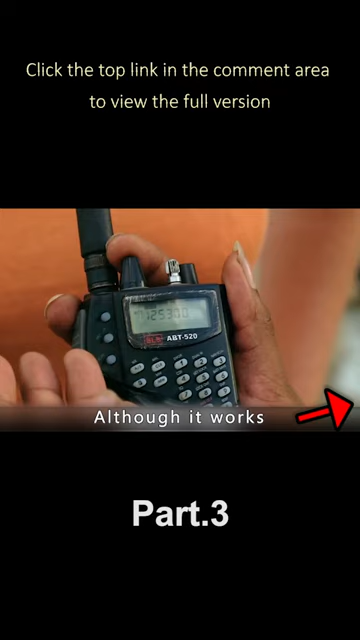 Click the top link in the comment area
to view the full version
125300
ABT-520
Although it works
Part.3